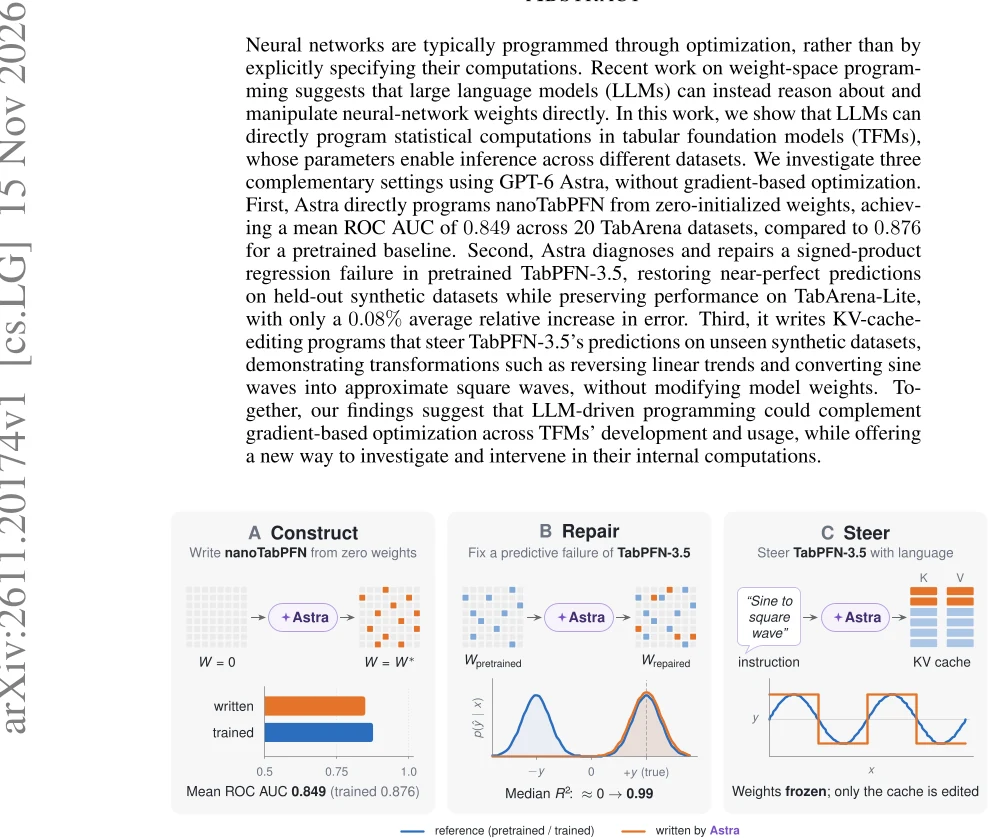 arXiv:2611.20174v1 [cs.LG] 15 Nov 2026
Neural networks are typically programmed through optimization, rather than by
explicitly specifying their computations. Recent work on weight-space program-
ming suggests that large language models (LLMs) can instead reason about and
manipulate neural-network weights directly. In this work, we show that LLMs can
directly program statistical computations in tabular foundation models (TFMs),
whose parameters enable inference across different datasets. We investigate three
complementary settings using GPT-6 Astra, without gradient-based optimization.
First, Astra directly programs nanoTabPFN from zero-initialized weights, achiev-
ing a mean ROC AUC of 0.849 across 20 TabArena datasets, compared to 0.876
for a pretrained baseline. Second, Astra diagnoses and repairs a signed-product
regression failure in pretrained TabPFN-3.5, restoring near-perfect predictions
on held-out synthetic datasets while preserving performance on TabArena-Lite,
with only a 0.08% average relative increase in error. Third, it writes KV-cache-
editing programs that steer TabPFN-3.5's predictions on unseen synthetic datasets,
demonstrating transformations such as reversing linear trends and converting sine
waves into approximate square waves, without modifying model weights. To-
gether, our findings suggest that LLM-driven programming could complement
gradient-based optimization across TFMs' development and usage, while offering
a new way to investigate and intervene in their internal computations.
A Construct
Write nanoTabPFN from zero weights
Astra
W = 0
W = W*
written
trained
0.5 0.75 1.0
Mean ROC AUC 0.849 (trained 0.876)
B Repair
Fix a predictive failure of TabPFN-3.5
Astra
Wpretrained
Wrepaired
p(ŷ | x)
−y 0 +y (true)
Median R²: ≈ 0 → 0.99
C Steer
Steer TabPFN-3.5 with language
K V
"Sine to
square
wave"
Astra
instruction
KV cache
y
x
Weights frozen; only the cache is edited
reference (pretrained / trained)
written by Astra